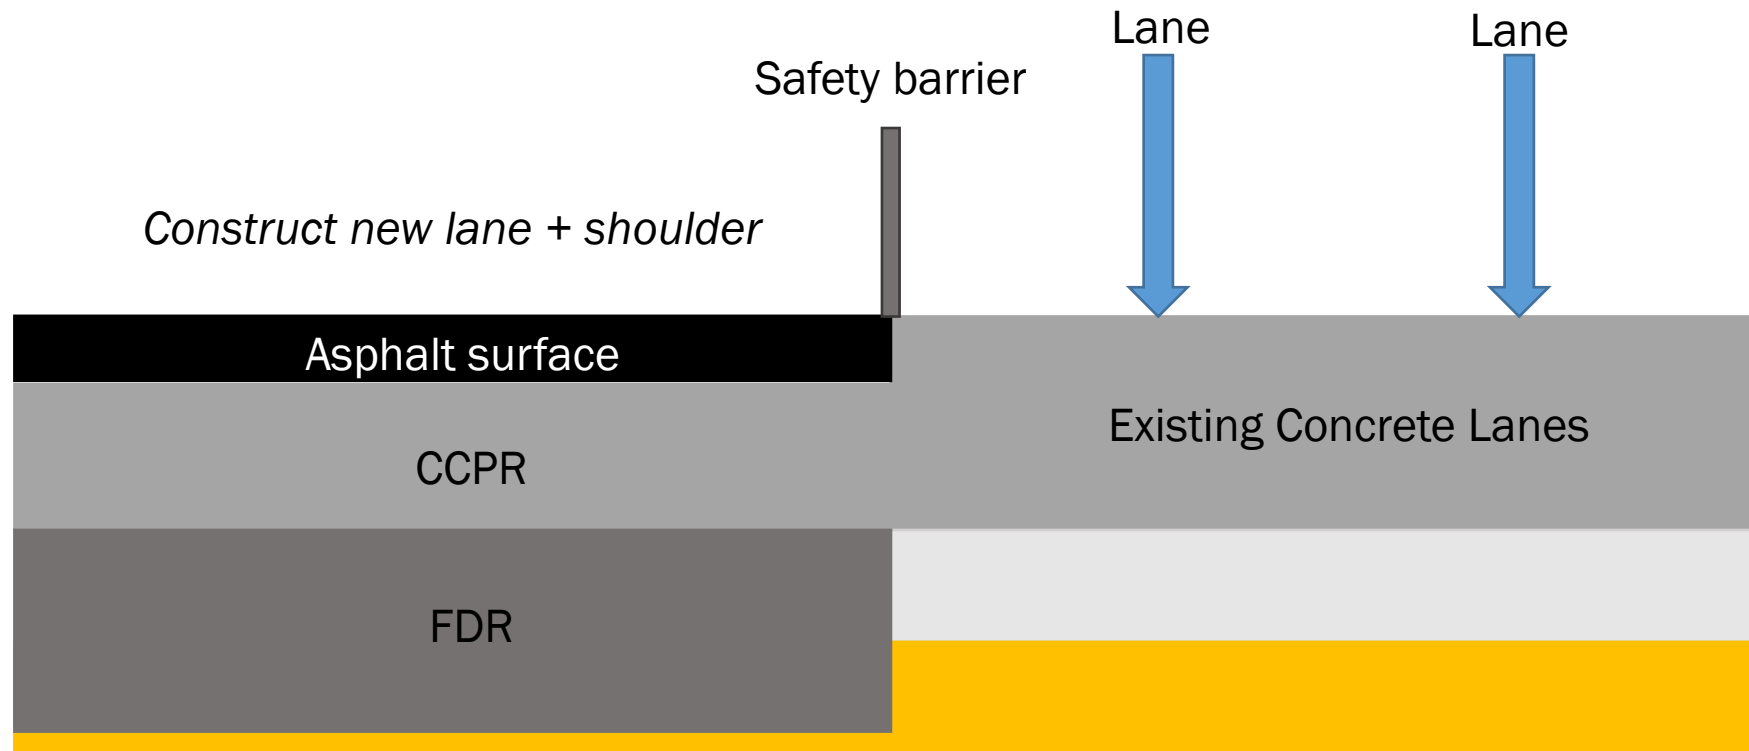 Lane
Lane
Safety barrier
Construct new lane + shoulder
Asphalt surface
Existing Concrete Lanes
CCPR
FDR